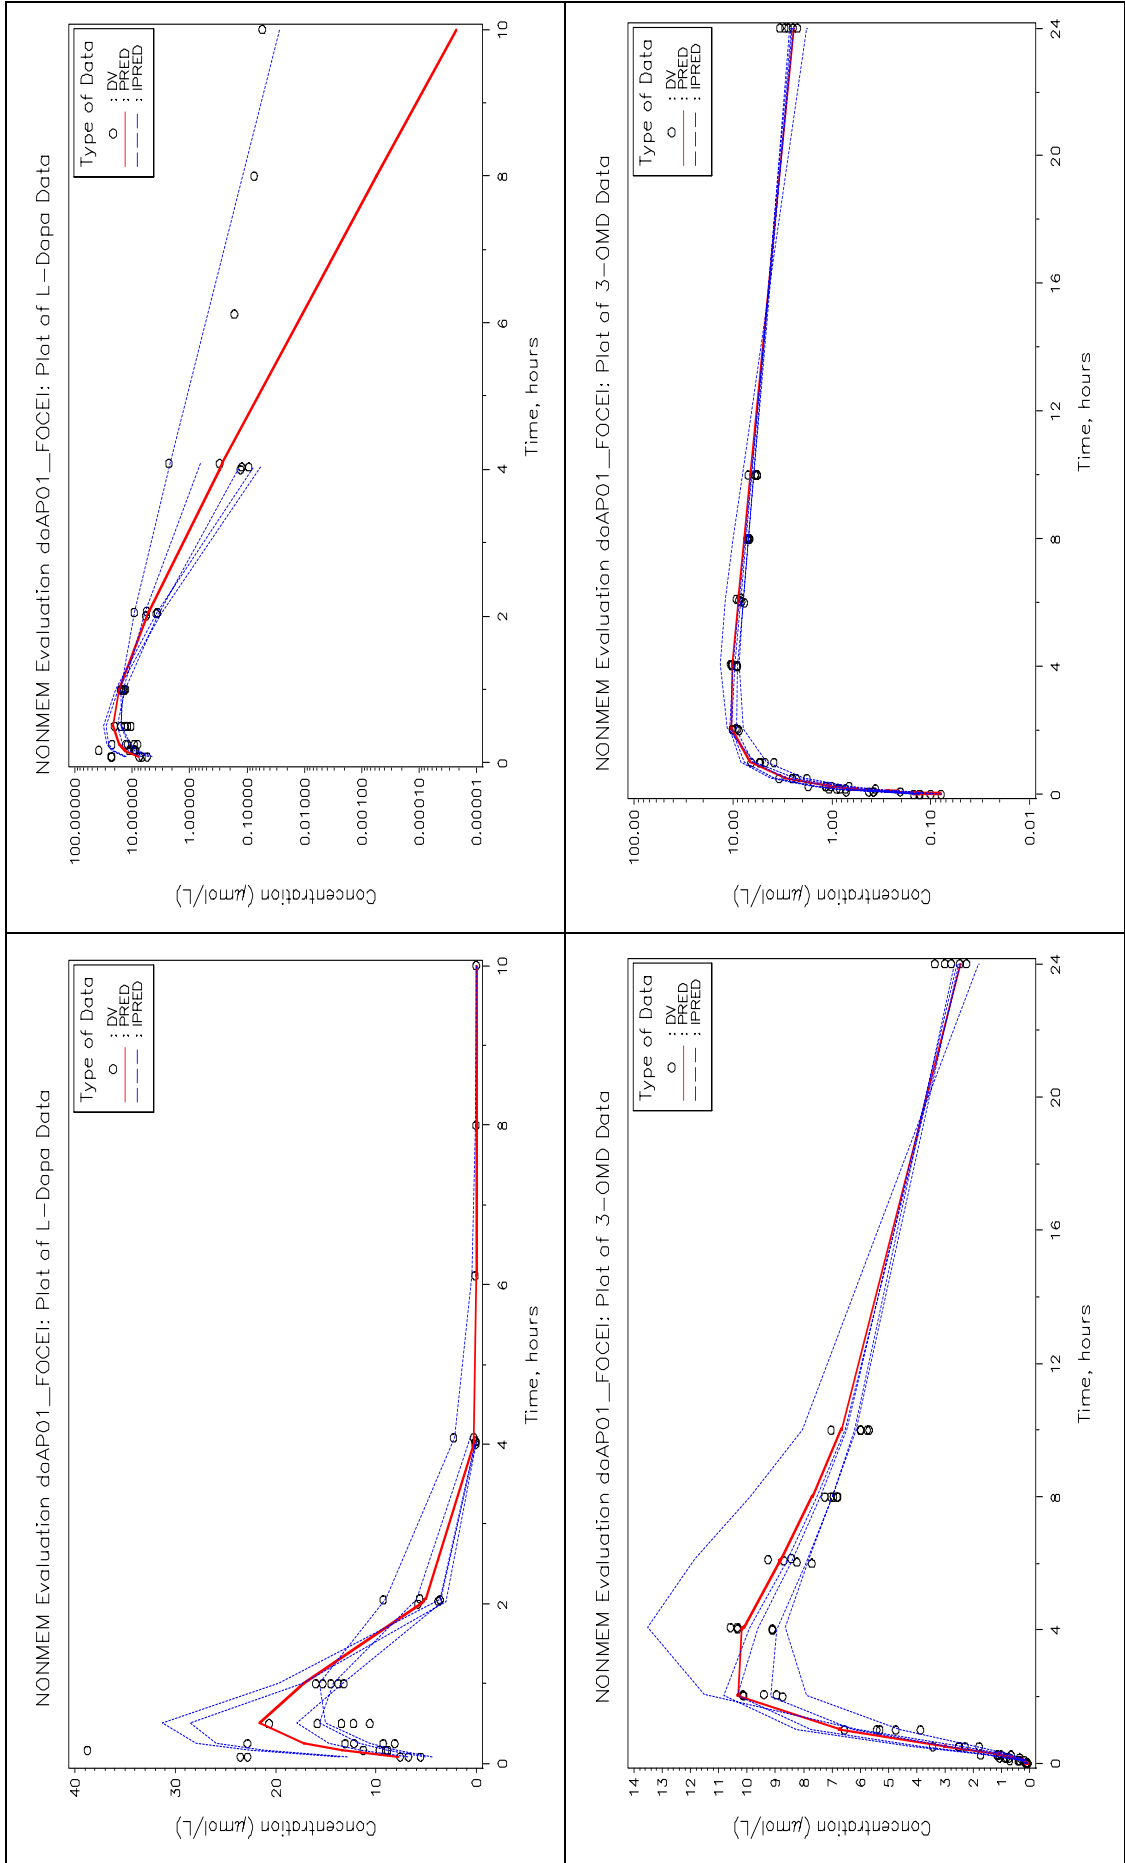 NONMEM Evaluation doAP01_FOCEI: Plot of L-Dopa Data
Type of Data
: DV
: PRED
: IPRED
Concentration (μmol/L)
40
30
20
10
0
0 2 4 6 8 10
Time, hours
NONMEM Evaluation doAP01_FOCEI: Plot of L-Dopa Data
Type of Data
: DV
: PRED
: IPRED
Concentration (μmol/L)
100.00000
10.00000
1.00000
0.10000
0.01000
0.00100
0.00010
0.00001
0 2 4 6 8 10
Time, hours
NONMEM Evaluation doAP01_FOCEI: Plot of 3-OMD Data
Type of Data
: DV
: PRED
: IPRED
Concentration (μmol/L)
14
13
12
11
10
9
8
7
6
5
4
3
2
1
0
0 4 8 12 16 20 24
Time, hours
NONMEM Evaluation doAP01_FOCEI: Plot of 3-OMD Data
Type of Data
: DV
: PRED
: IPRED
Concentration (μmol/L)
100.00
10.00
1.00
0.10
0.01
0 4 8 12 16 20 24
Time, hours